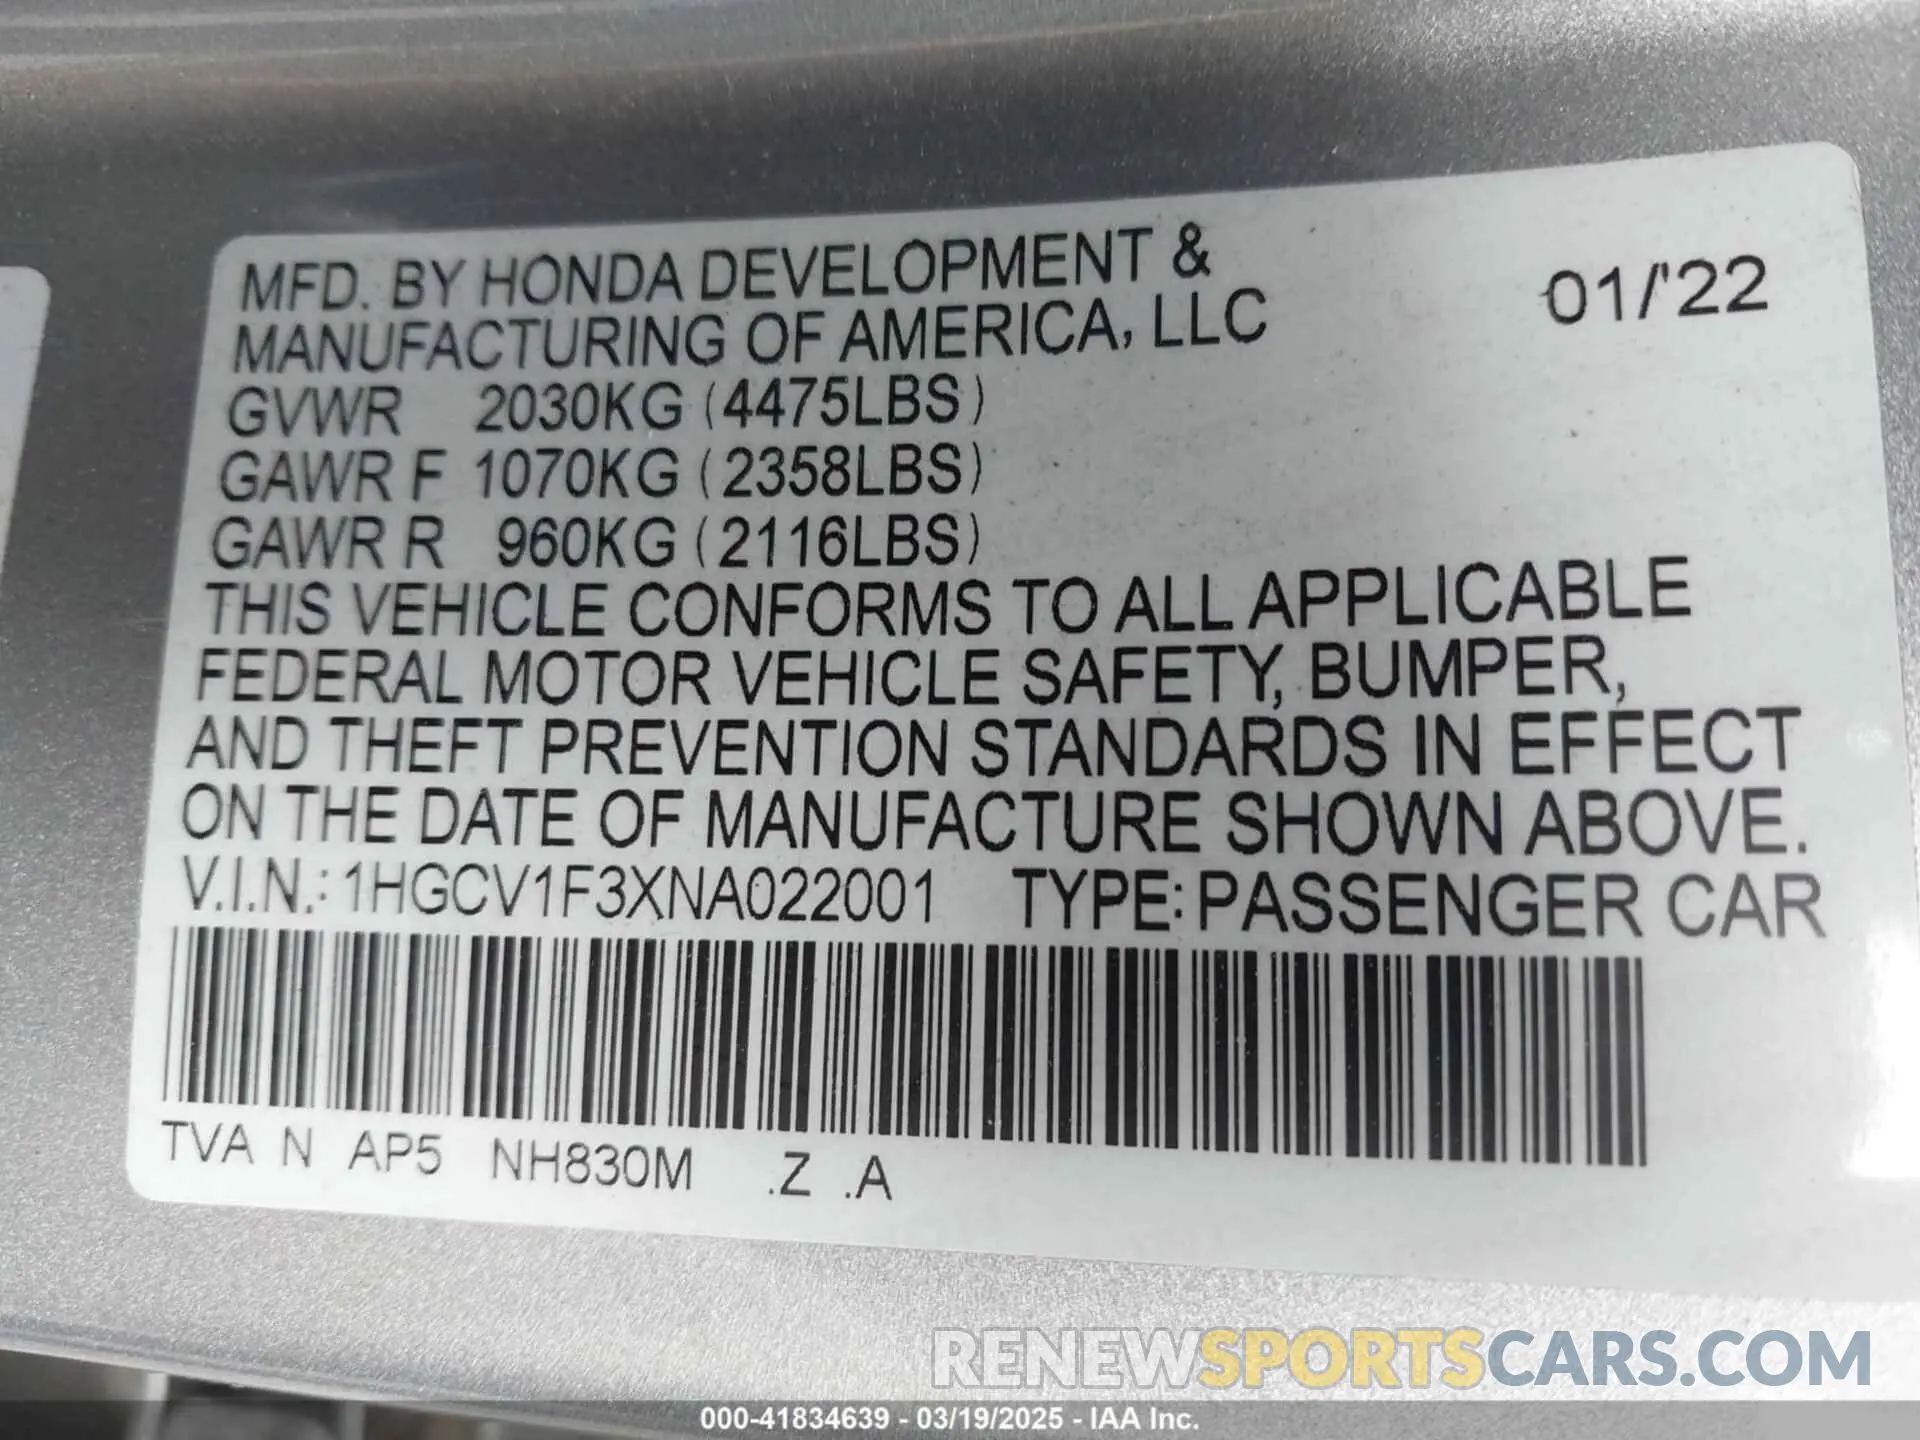 MFD. BY HONDA DEVELOPMENT &
MANUFACTURING OF AMERICA, LLC
01/'22
GVWR 2030KG (4475LBS)
GAWR F 1070KG (2358LBS)
GAWR R 960KG (2116LBS)
THIS VEHICLE CONFORMS TO ALL APPLICABLE
FEDERAL MOTOR VEHICLE SAFETY, BUMPER,
AND THEFT PREVENTION STANDARDS IN EFFECT
ON THE DATE OF MANUFACTURE SHOWN ABOVE.
V.I.N.: 1HGCV1F3XNA022001 TYPE: PASSENGER CAR
TVA N AP5 NH830M .Z .A
RENEWSPORTSCARS.COM
000-41834639 - 03/19/2025 - IAA Inc.